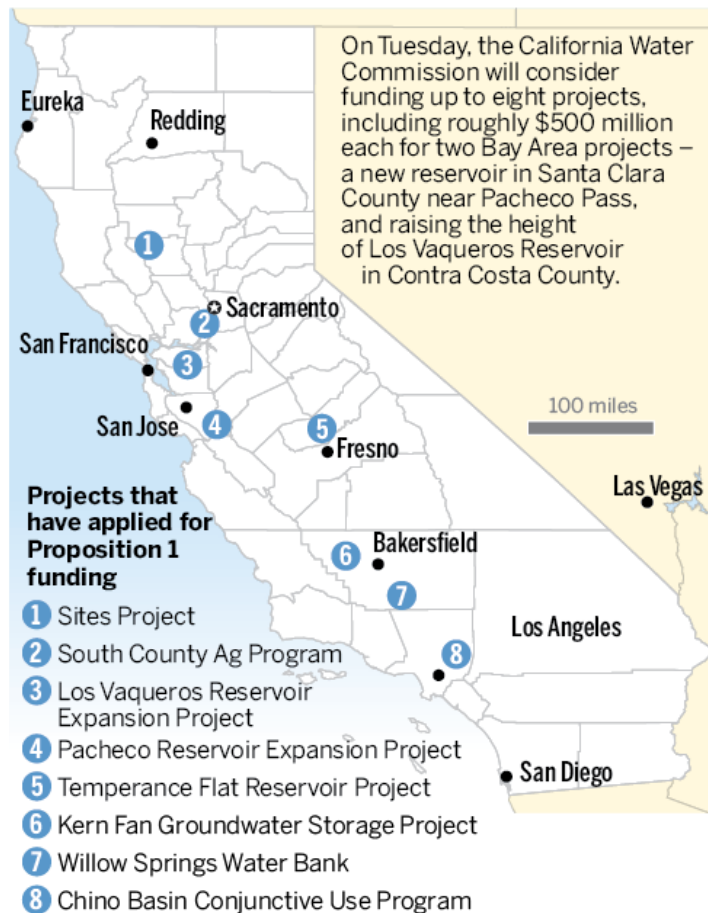 On Tuesday, the California Water
Commission will consider
funding up to eight projects,
including roughly $500 million
each for two Bay Area projects –
a new reservoir in Santa Clara
County near Pacheco Pass,
and raising the height
of Los Vaqueros Reservoir
in Contra Costa County.
Eureka
Redding
1
Sacramento
2
San Francisco
3
San Jose
4
5
Fresno
100 miles
Las Vegas
Bakersfield
6
7
Los Angeles
8
San Diego
Projects that
have applied for
Proposition 1
funding
1 Sites Project
2 South County Ag Program
3 Los Vaqueros Reservoir
Expansion Project
4 Pacheco Reservoir Expansion Project
5 Temperance Flat Reservoir Project
6 Kern Fan Groundwater Storage Project
7 Willow Springs Water Bank
8 Chino Basin Conjunctive Use Program